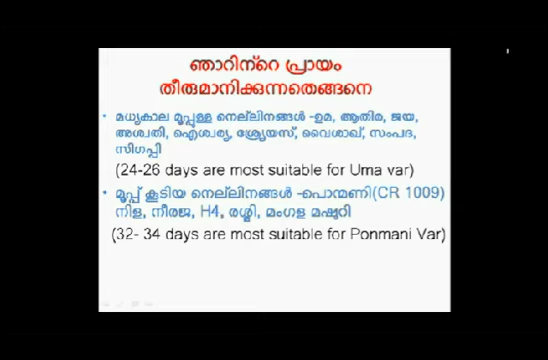 ഞാറിന്റെ പ്രായം
തീരുമാനിക്കുന്നതെങ്ങനെ
• മധ്യകാല മൂപ്പുള്ള നെല്ലിനങ്ങൾ -ഉമ, ആതിര, ജയ,
അശ്വതി, ഐശ്വര്യ, ശ്രേയസ്, വൈശാഖ്, സംപദ,
സിഗപ്പി
(24-26 days are most suitable for Uma var)
• മൂപ്പ് കൂടിയ നെല്ലിനങ്ങൾ -പൊന്മണി(CR 1009)
നിള, നീരജ, H4, രശ്മി, മംഗള മഷുറി
(32- 34 days are most suitable for Ponmani Var)